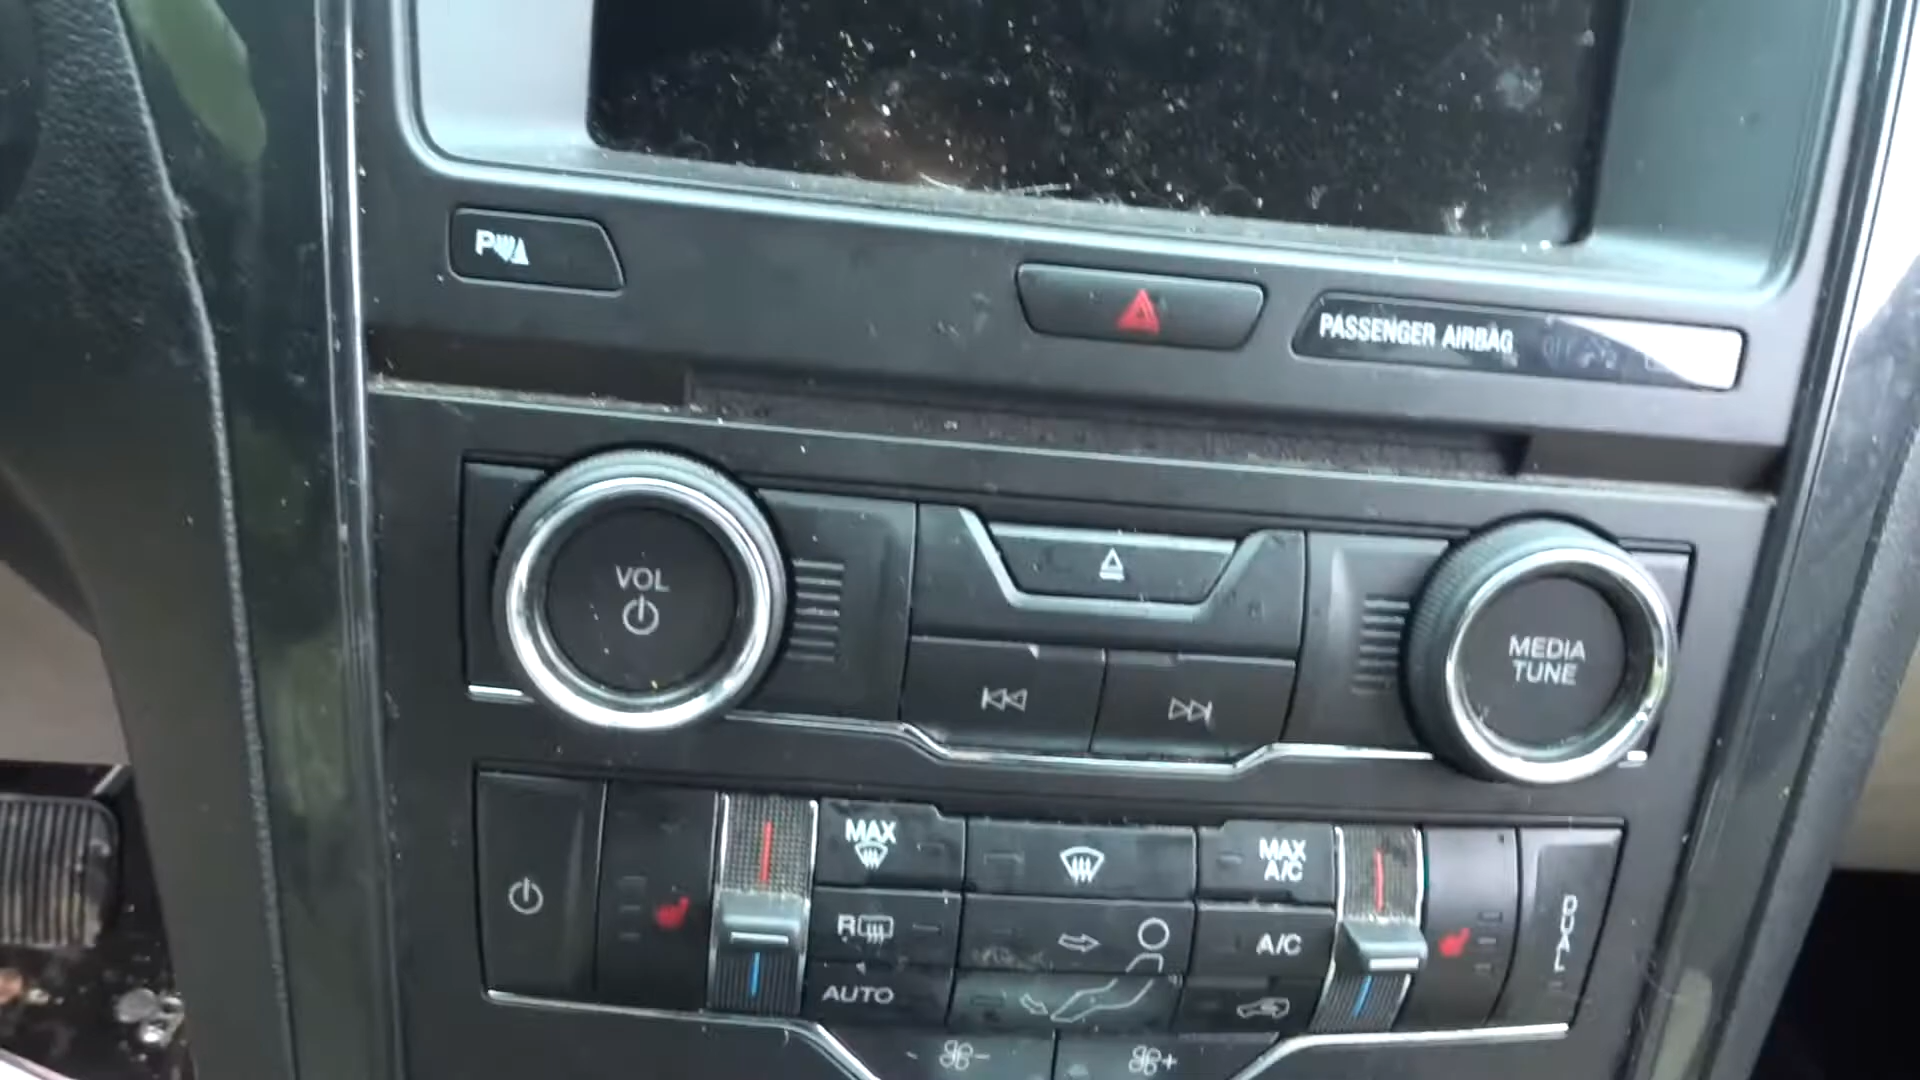 P
PASSENGER AIRBAG
VOL
MEDIA
TUNE
MAX
MAX
A/C
R
A/C
DUAL
AUTO